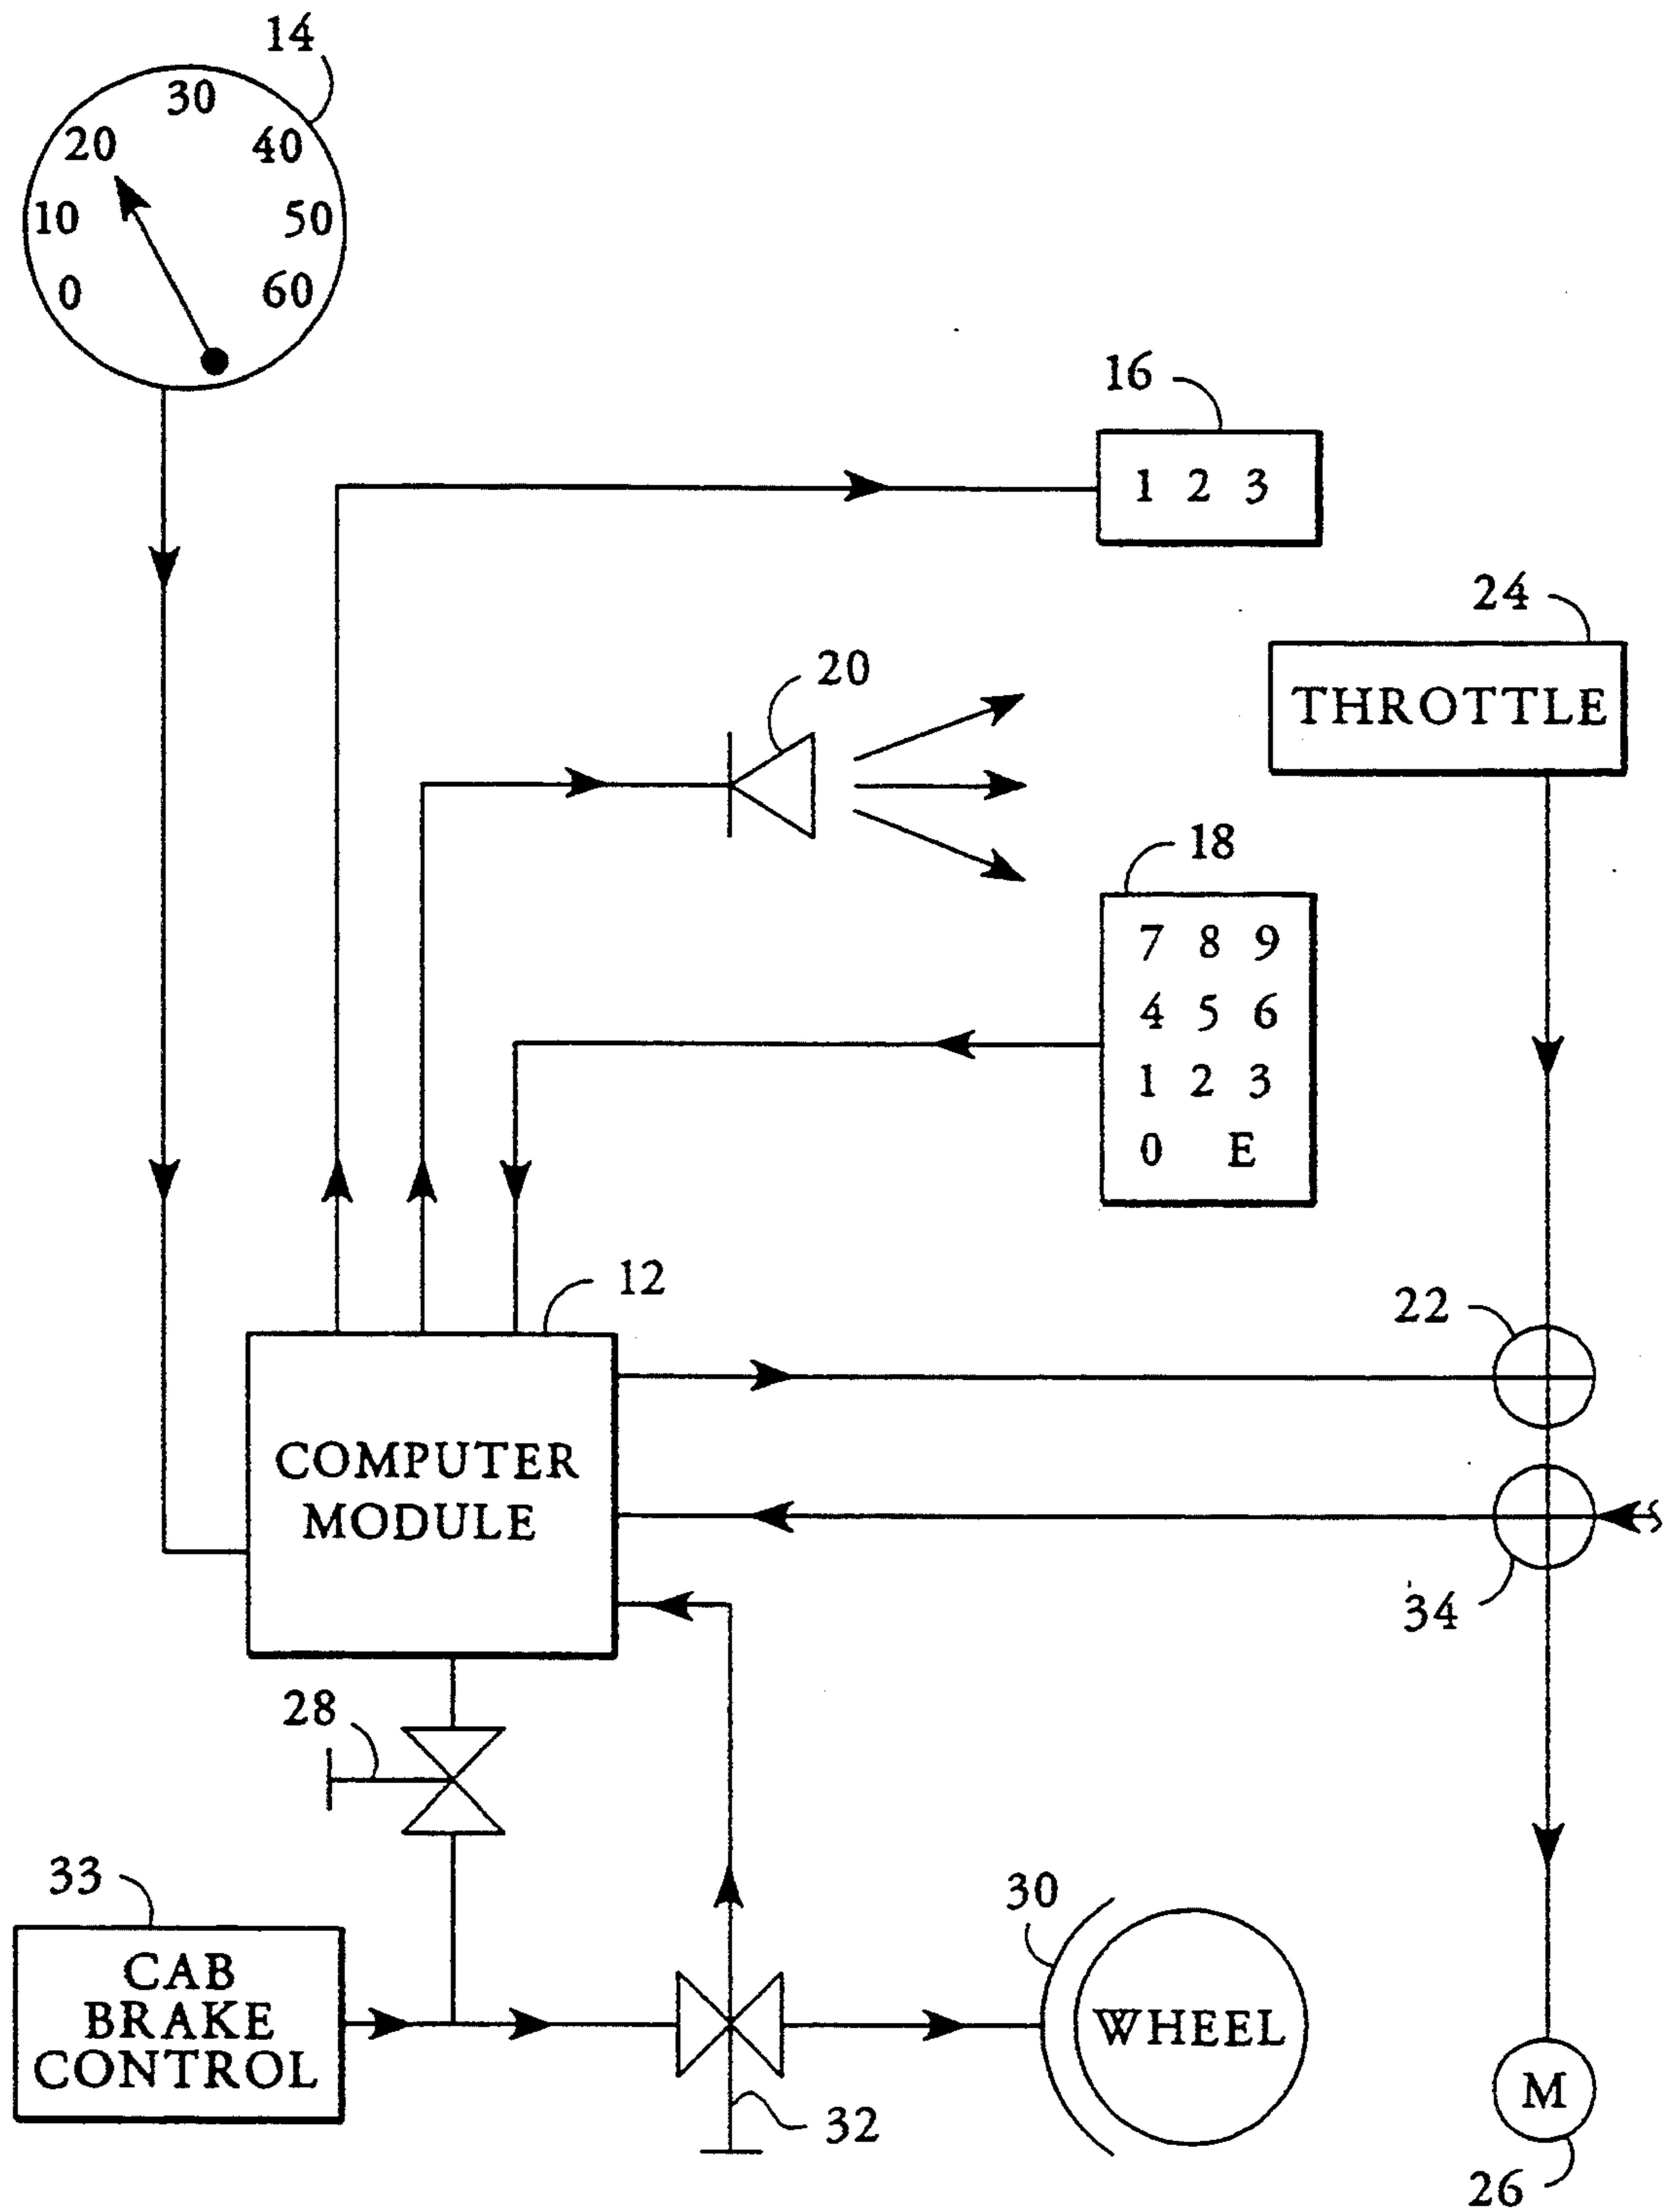 14
30
20 40
10 50
0 60
16
1 2 3
24
THROTTLE
20
18
7 8 9
4 5 6
1 2 3
0 E
12
22
COMPUTER
MODULE
34
28
33
CAB
BRAKE
CONTROL
30
WHEEL
32
M
26